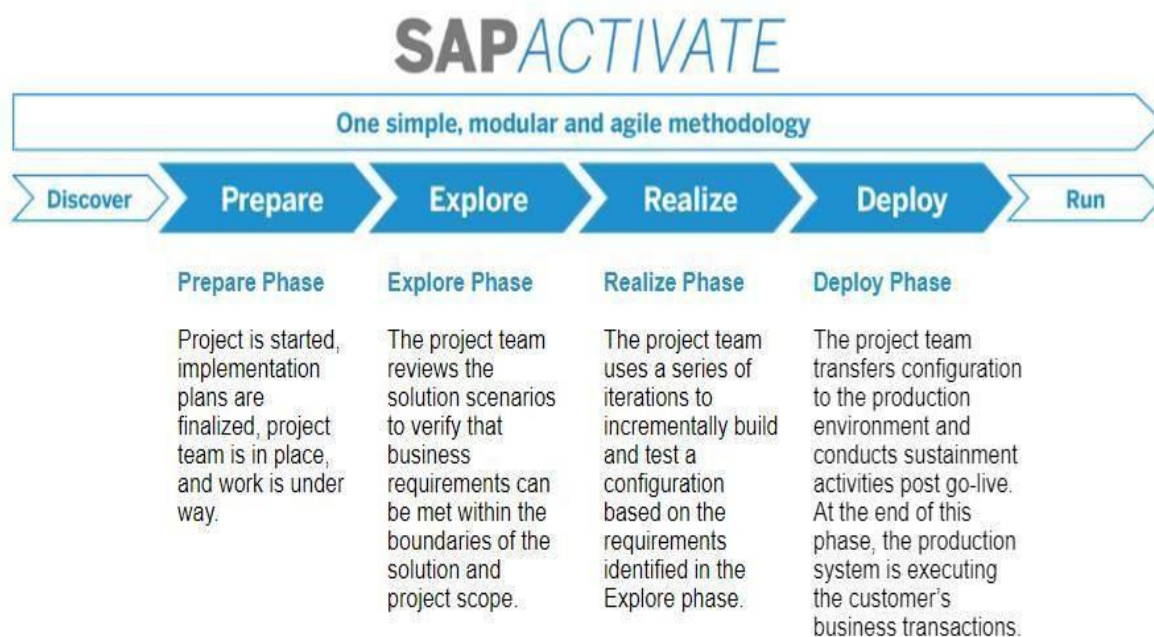 SAP ACTIVATE
One simple, modular and agile methodology
Discover
Prepare
Explore
Realize
Deploy
Run
Prepare Phase
Project is started,
implementation
plans are
finalized, project
team is in place,
and work is under
way.
Explore Phase
The project team
reviews the
solution scenarios
to verify that
business
requirements can
be met within the
boundaries of the
solution and
project scope.
Realize Phase
The project team
uses a series of
iterations to
incrementally build
and test a
configuration
based on the
requirements
identified in the
Explore phase.
Deploy Phase
The project team
transfers configuration
to the production
environment and
conducts sustainment
activities post go-live.
At the end of this
phase, the production
system is executing
the customer’s
business transactions.